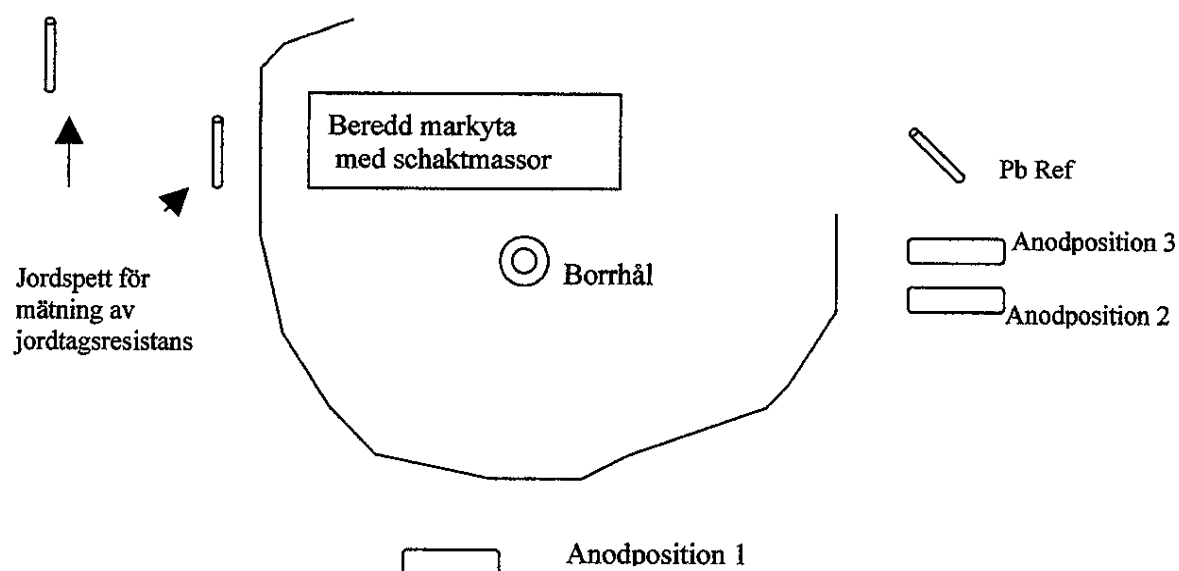 Beredd markyta
med schaktmassor
Pb Ref
Anodposition 3
Borrhål
Anodposition 2
Jordspett för
mätning av
jordtagsresistans
Anodposition 1